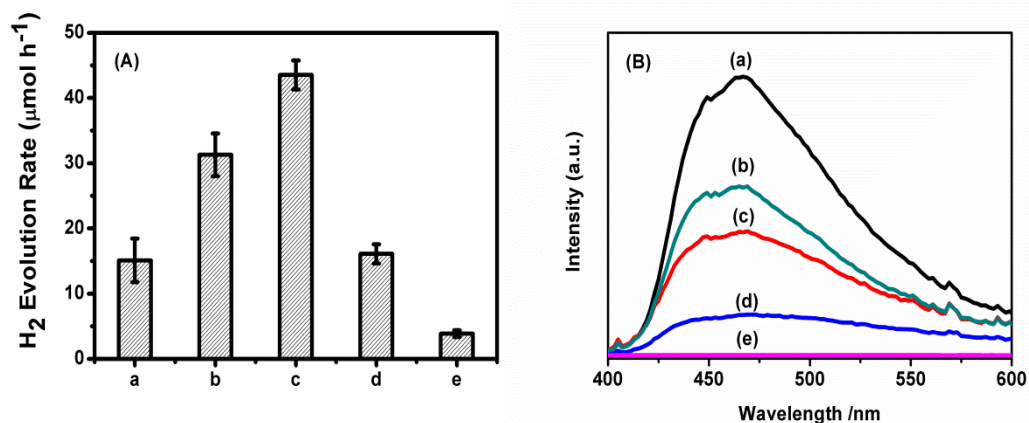 (A)
H2 Evolution Rate (μmol h-1)
50
40
30
20
10
0
a b c d e
(B)
Intensity (a.u.)
(a)
(b)
(c)
(d)
(e)
400 450 500 550 600
Wavelength /nm